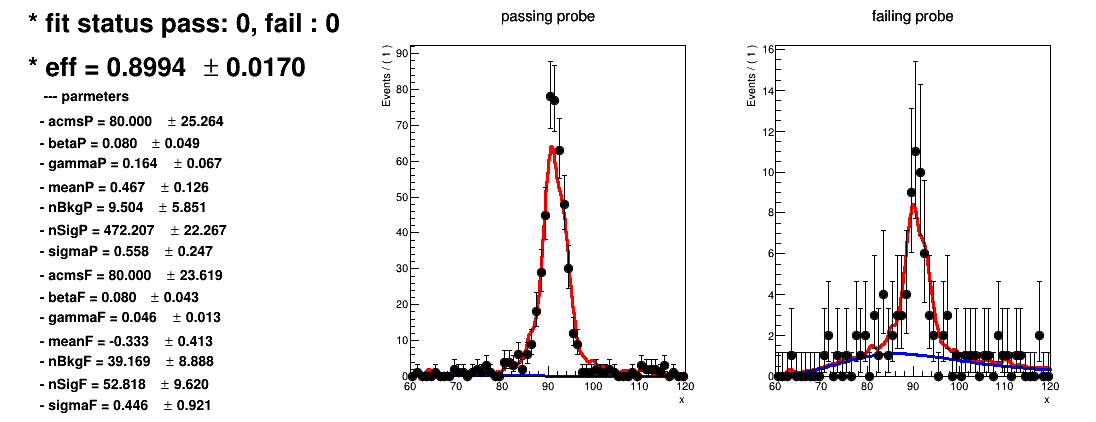 * fit status pass: 0, fail : 0
* eff = 0.8994 ± 0.0170
--- parmeters
- acmsP = 80.000 ± 25.264
- betaP = 0.080 ± 0.049
- gammaP = 0.164 ± 0.067
- meanP = 0.467 ± 0.126
- nBkgP = 9.504 ± 5.851
- nSigP = 472.207 ± 22.267
- sigmaP = 0.558 ± 0.247
- acmsF = 80.000 ± 23.619
- betaF = 0.080 ± 0.043
- gammaF = 0.046 ± 0.013
- meanF = -0.333 ± 0.413
- nBkgF = 39.169 ± 8.888
- nSigF = 52.818 ± 9.620
- sigmaF = 0.446 ± 0.921
passing probe
Events / ( 1 )
90
80
70
60
50
40
30
20
10
0
60 70 80 90 100 110 120
x
failing probe
Events / ( 1 )
16
14
12
10
8
6
4
2
0
60 70 80 90 100 110 120
x